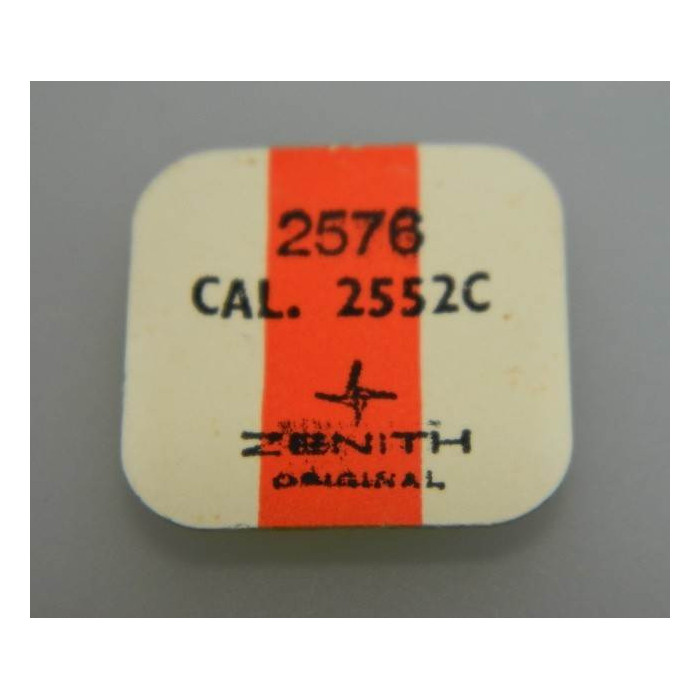 2576
CAL. 2552C
ZENITH
ORIGINAL